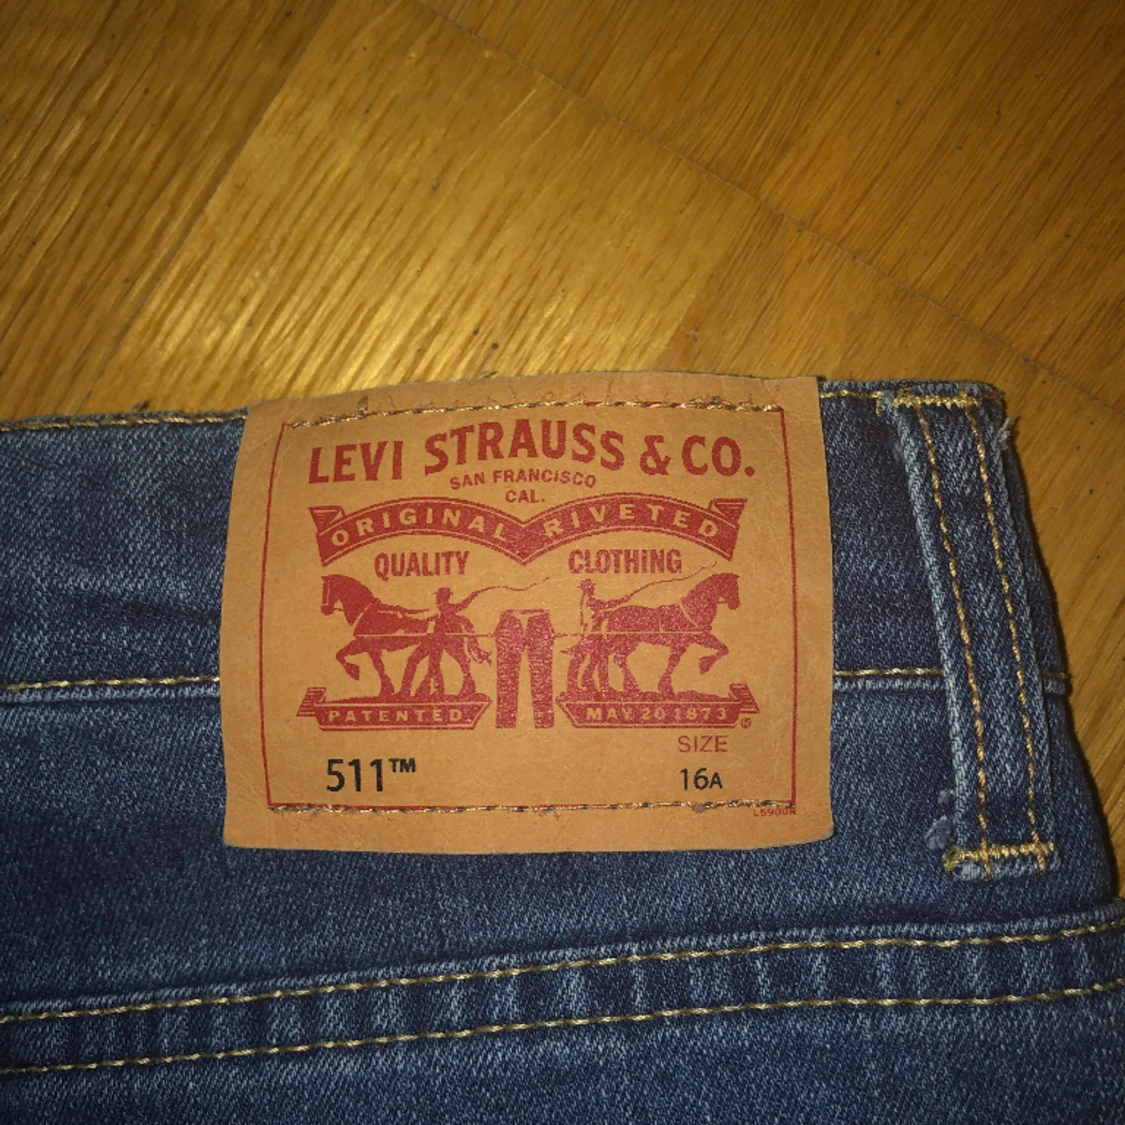 LEVI STRAUSS & CO.
SAN FRANCISCO
CAL.
ORIGINAL RIVETED
QUALITY CLOTHING
PATENTED MAY 20 1873 ®
SIZE
511™ 16A